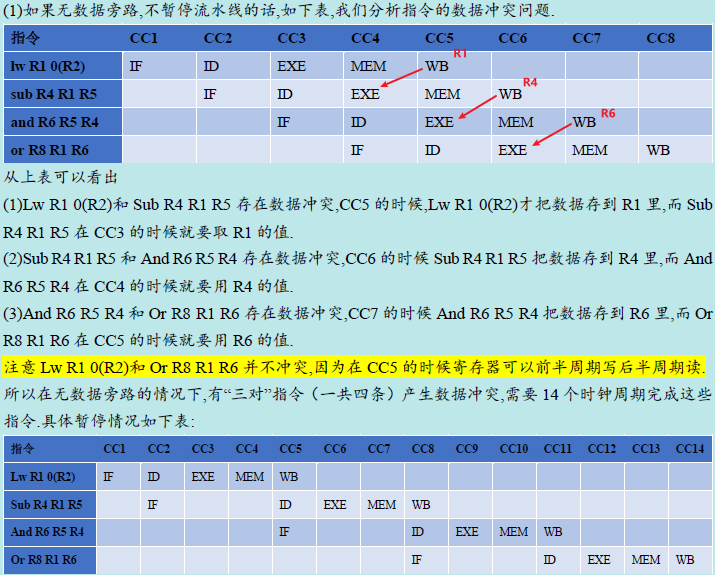 (1)如果无数据旁路,不暂停流水线的话,如下表,我们分析指令的数据冲突问题.
指令 CC1 CC2 CC3 CC4 CC5 CC6 CC7 CC8
R1
lw R1 0(R2) IF ID EXE MEM WB
R4
sub R4 R1 R5 IF ID EXE MEM WB
R6
and R6 R5 R4 IF ID EXE MEM WB
or R8 R1 R6 IF ID EXE MEM WB
从上表可以看出
(1)Lw R1 0(R2)和 Sub R4 R1 R5 存在数据冲突,CC5 的时候,Lw R1 0(R2)才把数据存到 R1 里,而 Sub
R4 R1 R5 在 CC3 的时候就要取 R1 的值.
(2)Sub R4 R1 R5 和 And R6 R5 R4 存在数据冲突,CC6 的时候 Sub R4 R1 R5 把数据存到 R4 里,而 And
R6 R5 R4 在 CC4 的时候就要用 R4 的值.
(3)And R6 R5 R4 和 Or R8 R1 R6 存在数据冲突,CC7 的时候 And R6 R5 R4 把数据存到 R6 里,而 Or
R8 R1 R6 在 CC5 的时候就要用 R6 的值.
注意 Lw R1 0(R2)和 Or R8 R1 R6 并不冲突,因为在 CC5 的时候寄存器可以前半周期写后半周期读.
所以在无数据旁路的情况下,有“三对”指令（一共四条）产生数据冲突,需要 14 个时钟周期完成这些
指令.具体暂停情况如下表:
指令 CC1 CC2 CC3 CC4 CC5 CC6 CC7 CC8 CC9 CC10 CC11 CC12 CC13 CC14
Lw R1 0(R2) IF ID EXE MEM WB
Sub R4 R1 R5 IF ID EXE MEM WB
And R6 R5 R4 IF ID EXE MEM WB
Or R8 R1 R6 IF ID EXE MEM WB